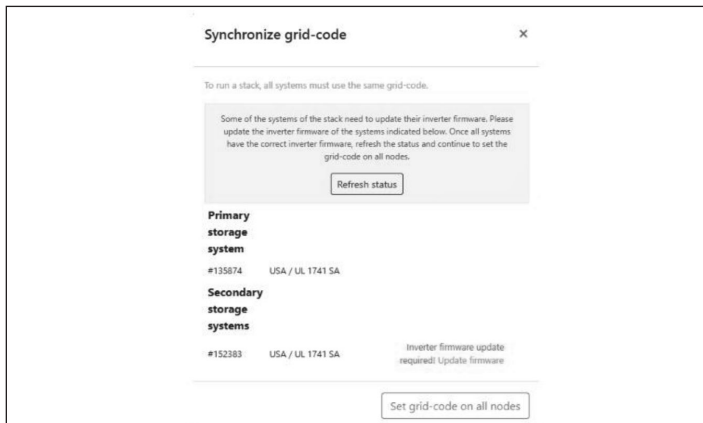 Synchronize grid-code ×
To run a stack, all systems must use the same grid-code.
Some of the systems of the stack need to update their inverter firmware. Please
update the inverter firmware of the systems indicated below. Once all systems
have the correct inverter firmware, refresh the status and continue to set the
grid-code on all nodes.
Refresh status
Primary
storage
system
#135874 USA / UL 1741 SA
Secondary
storage
systems
#152383 USA / UL 1741 SA Inverter firmware update
required! Update firmware
Set grid-code on all nodes